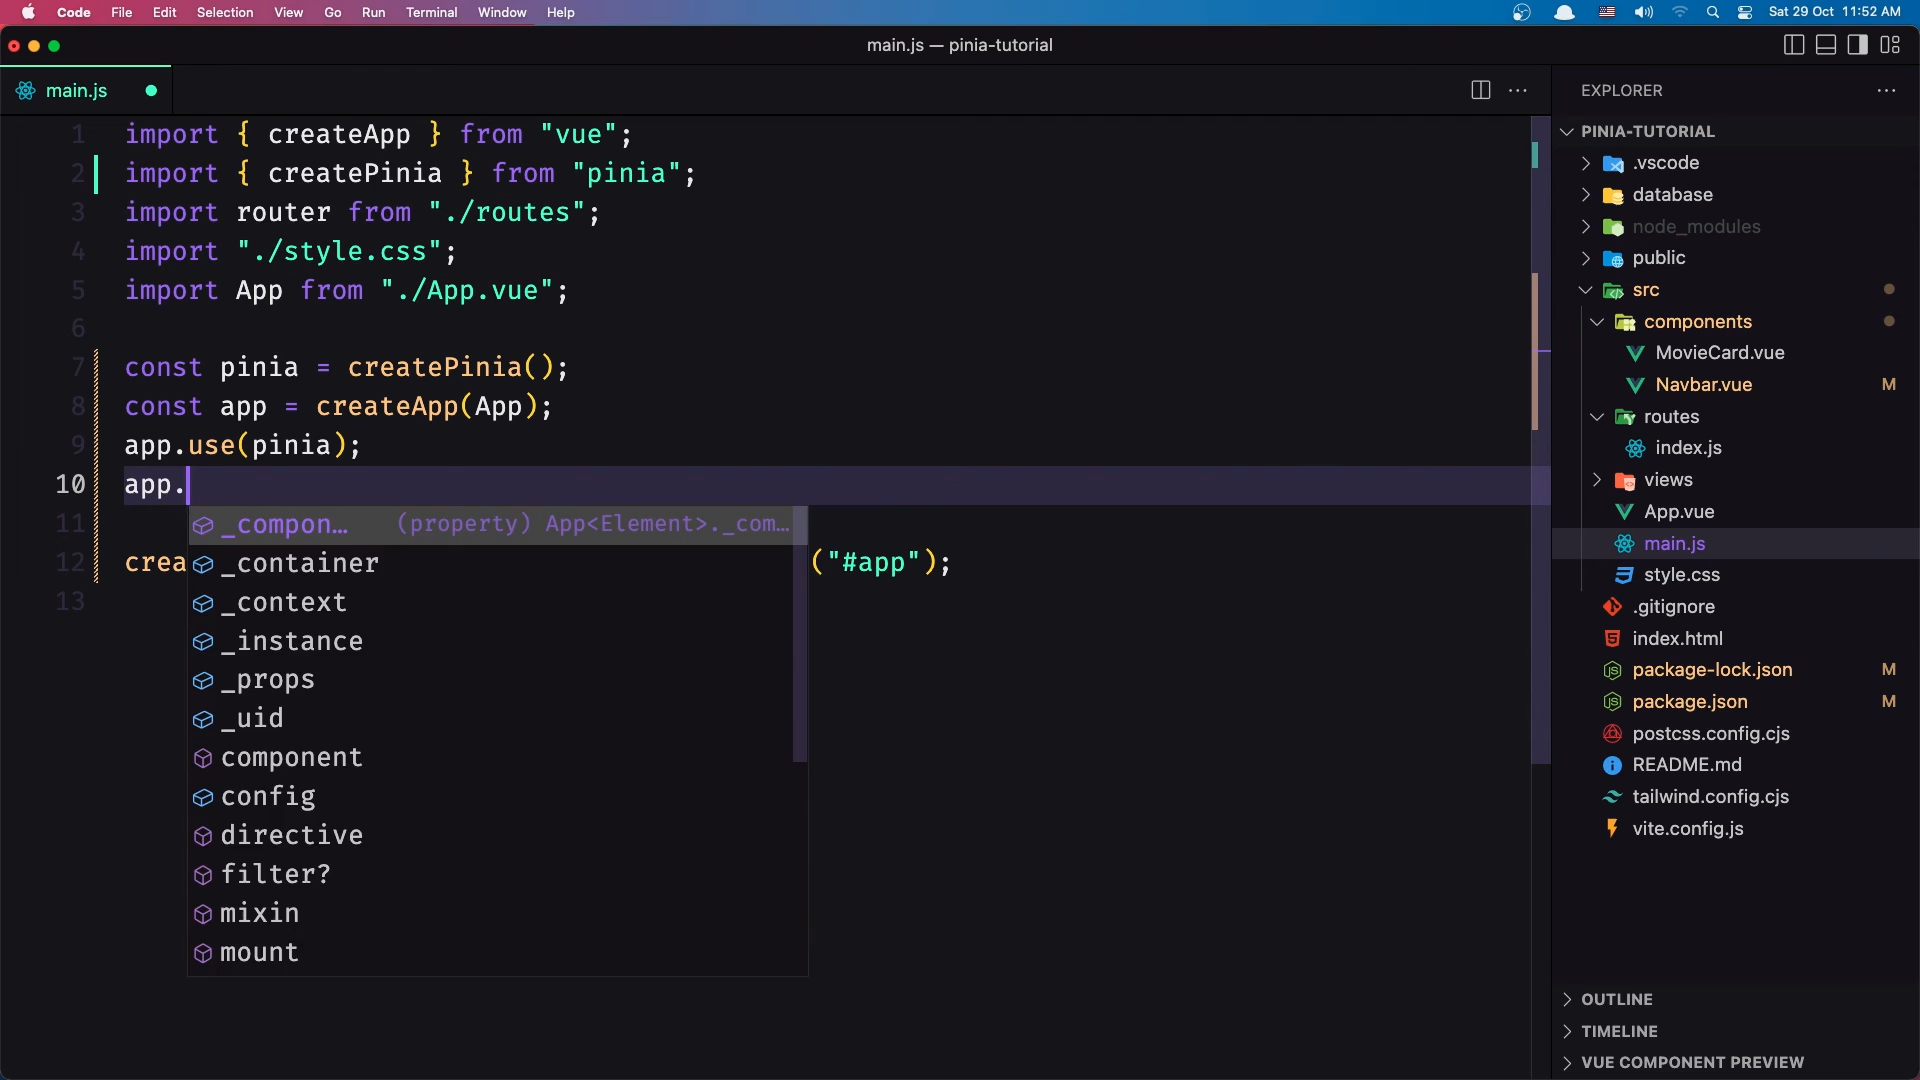 Code File Edit Selection View Go Run Terminal Window Help Sat 29 Oct 11:52 AM
main.js — pinia-tutorial
main.js
1 import { createApp } from "vue";
2 import { createPinia } from "pinia";
3 import router from "./routes";
4 import "./style.css";
5 import App from "./App.vue";
6
7 const pinia = createPinia();
8 const app = createApp(App);
9 app.use(pinia);
10 app.
11
12 crea ("#app");
13
_compon… (property) App<Element>._com…
_container
_context
_instance
_props
_uid
component
config
directive
filter?
mixin
mount
EXPLORER
PINIA-TUTORIAL
.vscode
database
node_modules
public
src
components
MovieCard.vue
Navbar.vue M
routes
index.js
views
App.vue
main.js
style.css
.gitignore
index.html
package-lock.json M
package.json M
postcss.config.cjs
README.md
tailwind.config.cjs
vite.config.js
OUTLINE
TIMELINE
VUE COMPONENT PREVIEW